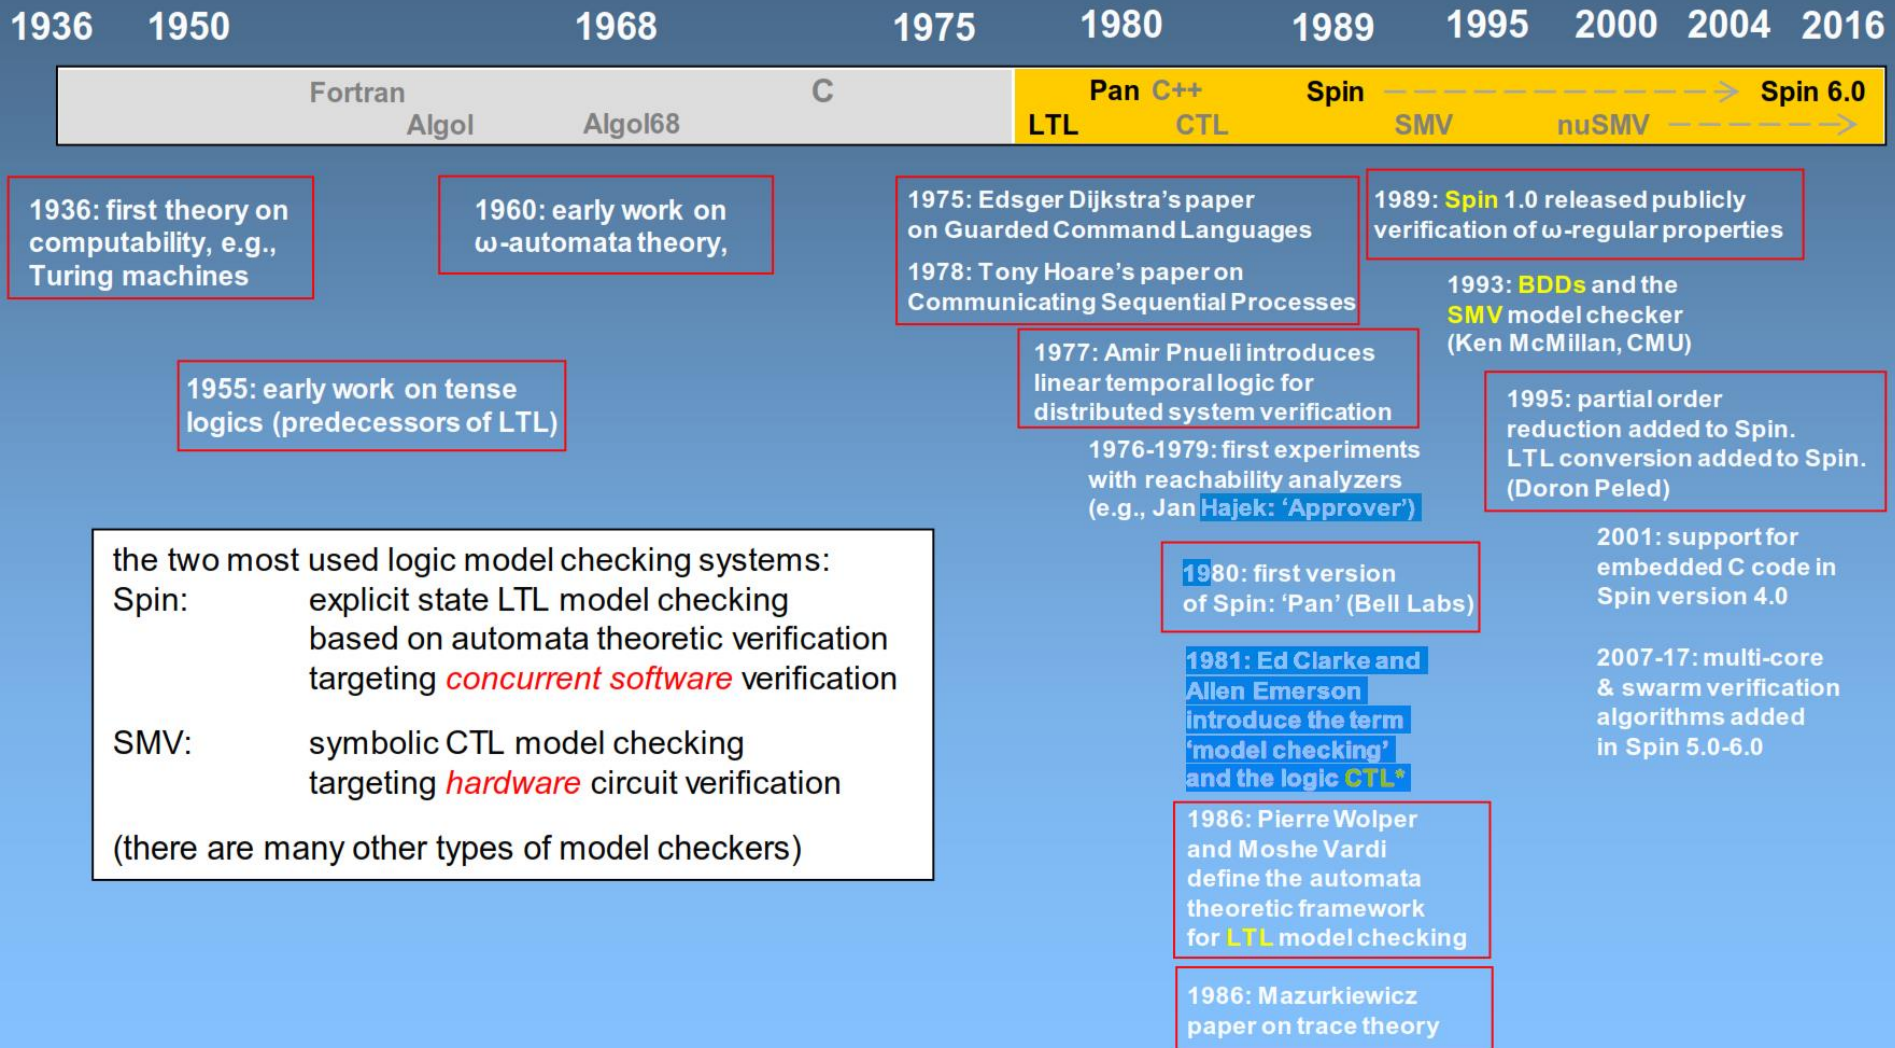 1936 1950 1968 1975 1980 1989 1995 2000 2004 2016
Fortran C Pan C++ Spin Spin 6.0
Algol Algol68 LTL CTL SMV nuSMV
1936: first theory on
computability, e.g.,
Turing machines
1955: early work on tense
logics (predecessors of LTL)
1960: early work on
ω-automata theory,
1975: Edsger Dijkstra's paper
on Guarded Command Languages
1978: Tony Hoare's paper on
Communicating Sequential Processes
1977: Amir Pnueli introduces
linear temporal logic for
distributed system verification
1976-1979: first experiments
with reachability analyzers
(e.g., Jan Hajek: ‘Approver’)
1980: first version
of Spin: ‘Pan’ (Bell Labs)
1981: Ed Clarke and
Allen Emerson
introduce the term
‘model checking’
and the logic CTL*
1986: Pierre Wolper
and Moshe Vardi
define the automata
theoretic framework
for LTL model checking
1986: Mazurkiewicz
paper on trace theory
1989: Spin 1.0 released publicly
verification of ω-regular properties
1993: BDDs and the
SMV model checker
(Ken McMillan, CMU)
1995: partial order
reduction added to Spin.
LTL conversion added to Spin.
(Doron Peled)
2001: support for
embedded C code in
Spin version 4.0
2007-17: multi-core
& swarm verification
algorithms added
in Spin 5.0-6.0
the two most used logic model checking systems:
Spin: explicit state LTL model checking
based on automata theoretic verification
targeting concurrent software verification
SMV: symbolic CTL model checking
targeting hardware circuit verification
(there are many other types of model checkers)